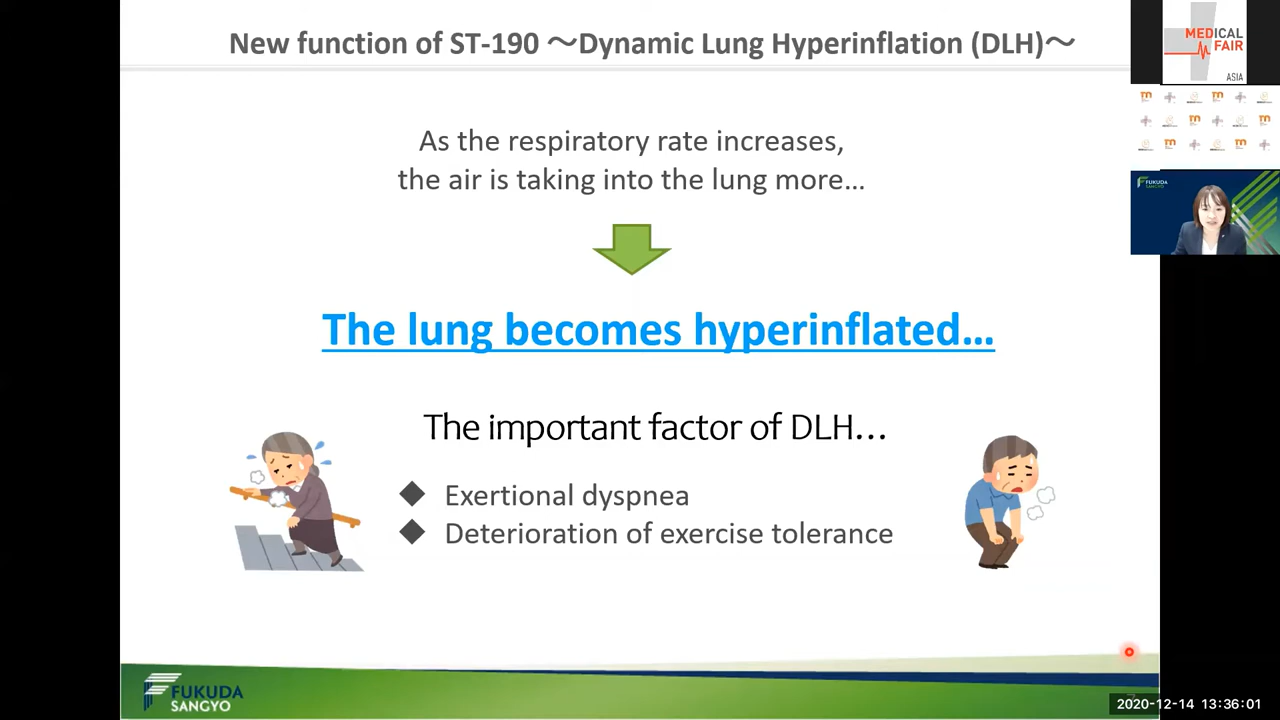 New function of ST-190 ～Dynamic Lung Hyperinflation (DLH)～
As the respiratory rate increases,
the air is taking into the lung more…
The lung becomes hyperinflated…
The important factor of DLH…
◆ Exertional dyspnea
◆ Deterioration of exercise tolerance
FUKUDA
SANGYO
MEDICAL
FAIR
ASIA
FUKUDA
SANGYO
2020-12-14 13:36:01